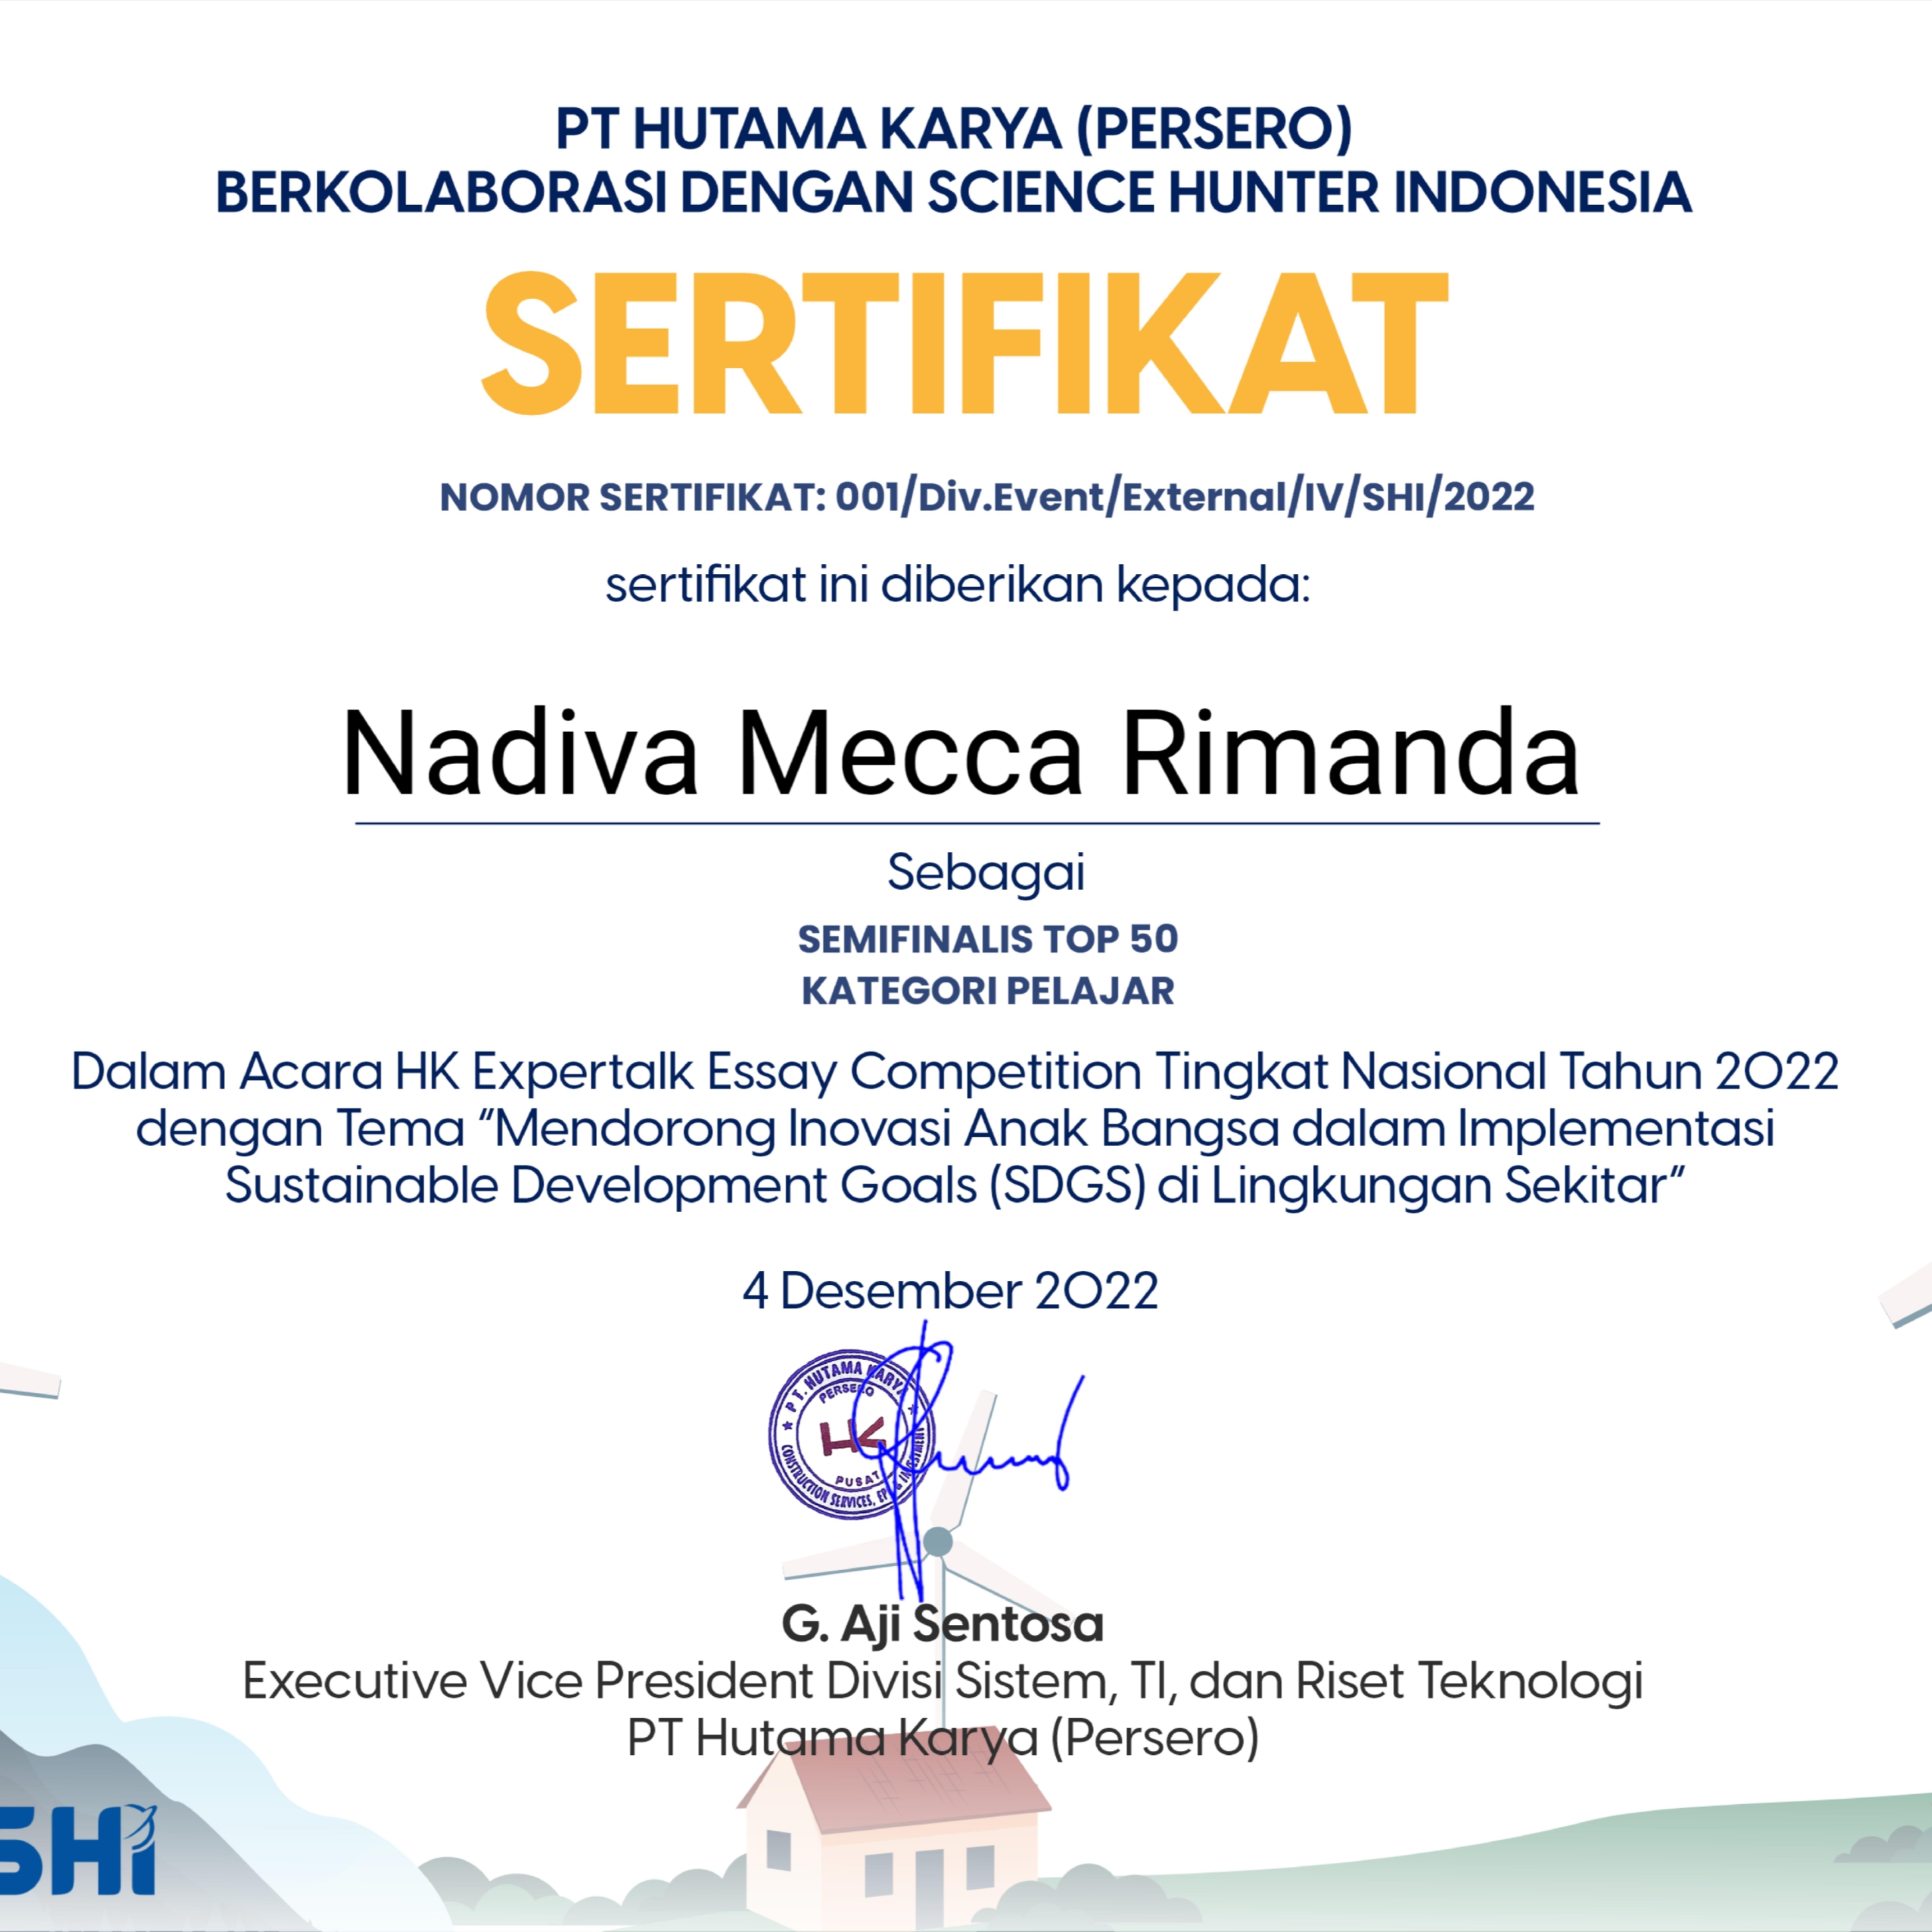 PT HUTAMA KARYA (PERSERO)
BERKOLABORASI DENGAN SCIENCE HUNTER INDONESIA
SERTIFIKAT
NOMOR SERTIFIKAT: 001/Div.Event/External/IV/SHI/2022
sertifikat ini diberikan kepada:
Nadiva Mecca Rimanda
Sebagai
SEMIFINALIS TOP 50
KATEGORI PELAJAR
Dalam Acara HK Expertalk Essay Competition Tingkat Nasional Tahun 2022
dengan Tema "Mendorong Inovasi Anak Bangsa dalam Implementasi
Sustainable Development Goals (SDGS) di Lingkungan Sekitar"
4 Desember 2022
P T. HUTAMA KARYA
PERSERO
HK
PUSAT
CONSTRUCTION SERVICES, EPC & INVESTMENT
G. Aji Sentosa
Executive Vice President Divisi Sistem, TI, dan Riset Teknologi
PT Hutama Karya (Persero)
SHI